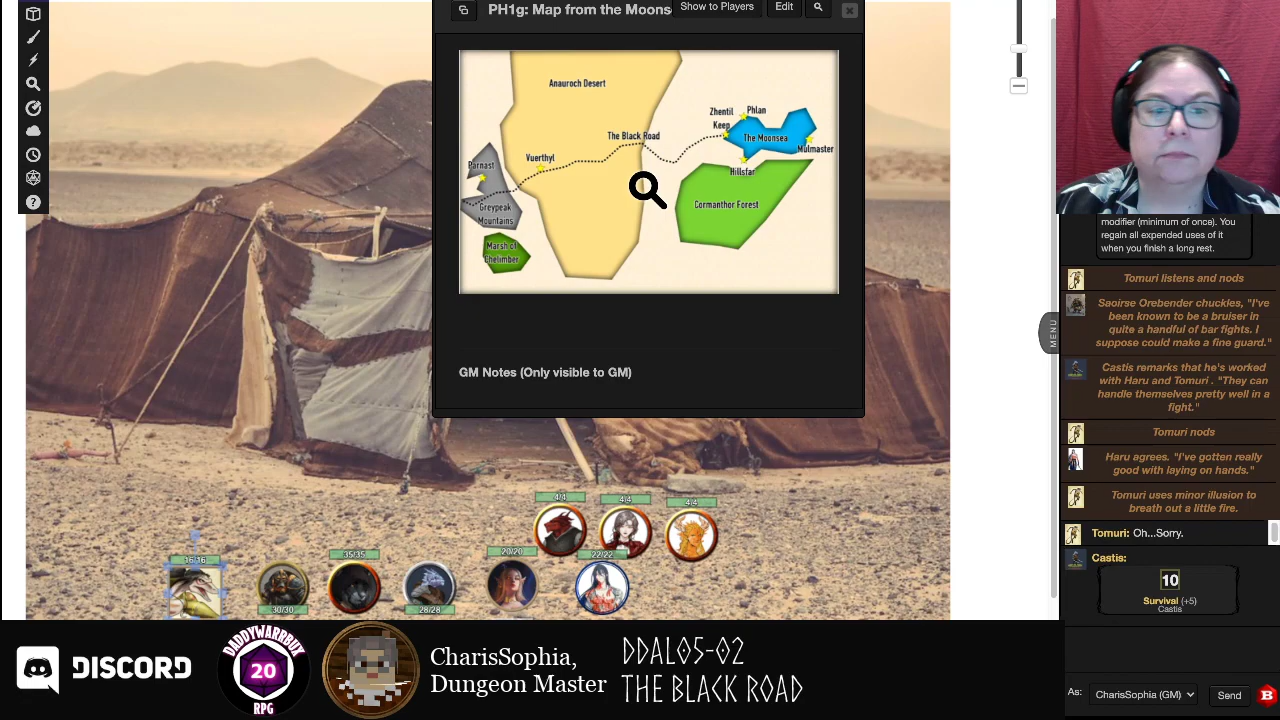 PH1g: Map from the Moons
Show to Players
Edit
Anauroch Desert
Zhentil
Keep
Phlan
The Black Road
The Moonsea
Mulmaster
Parnast
Vuerthyl
Hillsfar
Greypeak
Mountains
Cormanthor Forest
Marsh of
Chelimber
GM Notes (Only visible to GM)
MENU
modifier (minimum of once). You
regain all expended uses of it
when you finish a long rest.
Tomuri listens and nods
Saoirse Orebender chuckles, "I've
been known to be a bruiser in
quite a handful of bar fights. I
suppose could make a fine guard."
Castis remarks that he's worked
with Haru and Tomuri . "They can
handle themselves pretty well in a
fight."
Tomuri nods
Haru agrees. "I've gotten really
good with laying on hands."
Tomuri uses minor illusion to
breath out a little fire.
Tomuri: Oh...Sorry.
Castis:
10
Survival (+5)
Castis
As:
CharisSophia (GM)
Send
4/4
4/4
4/4
16/16
35/35
20/20
22/22
30/30
28/28
DISCORD
DADDYWARRBUX
20
RPG
CharisSophia,
Dungeon Master
DDAL05-02
THE BLACK ROAD